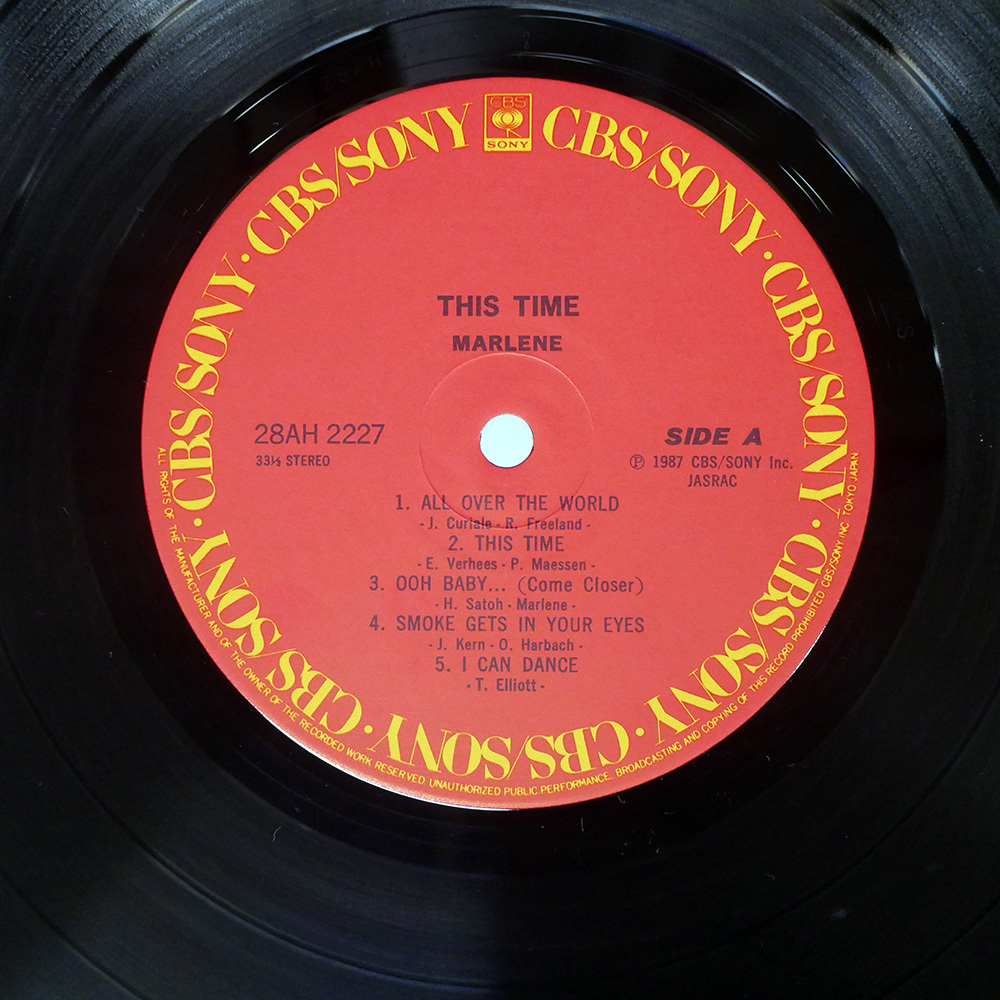 CBS
SONY
CBS/SONY · CBS/SONY · CBS/SONY · CBS/SONY · CBS/SONY · CBS/SONY · CBS/SONY · CBS/SONY
THIS TIME
MARLENE
28AH 2227
33⅓ STEREO
SIDE A
Ⓟ 1987 CBS/SONY Inc.
JASRAC
1. ALL OVER THE WORLD
- J. Curiale - R. Freeland -
2. THIS TIME
- E. Verhees - P. Maessen -
3. OOH BABY... (Come Closer)
- H. Satoh - Marlene -
4. SMOKE GETS IN YOUR EYES
- J. Kern - O. Harbach -
5. I CAN DANCE
- T. Elliott -
ALL RIGHTS OF THE MANUFACTURER AND OF THE OWNER OF THE RECORDED WORK RESERVED UNAUTHORIZED PUBLIC PERFORMANCE. BROADCASTING AND COPYING OF THIS RECORD PROHIBITED CBS/SONY INC. TOKYO JAPAN